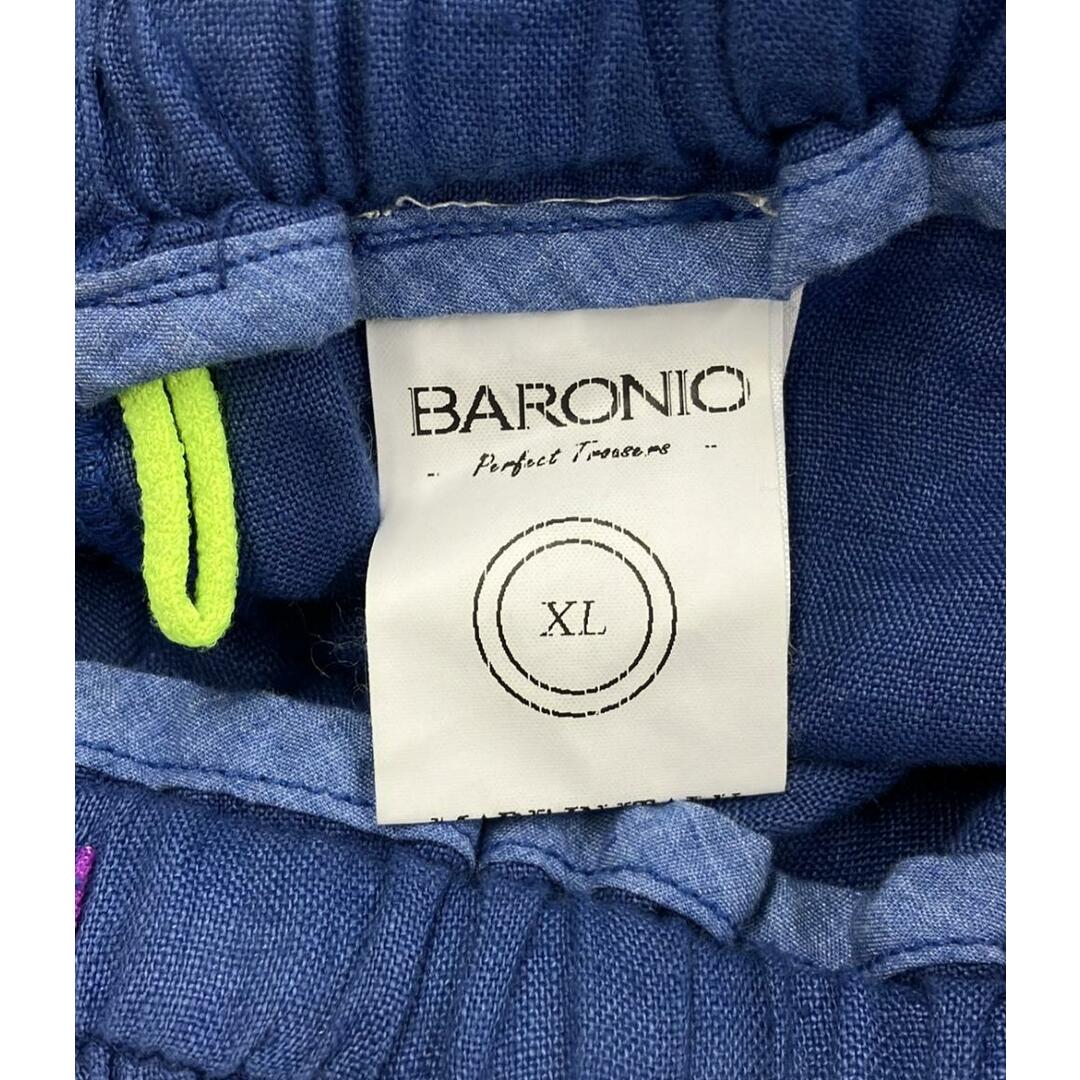 BARONIO
- Perfect Trousers --
XL